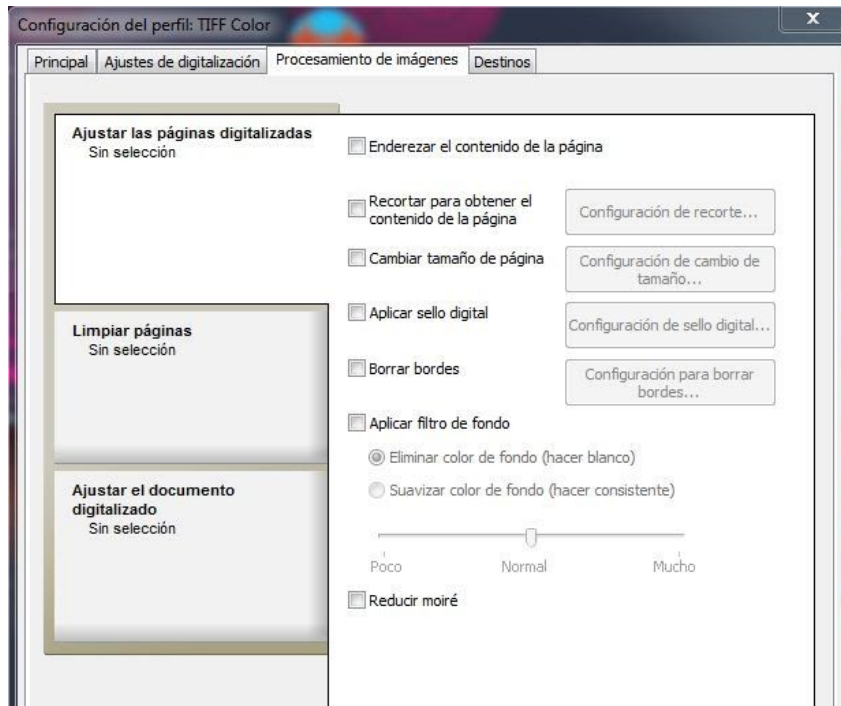 Configuración del perfil: TIFF Color
X
Principal
Ajustes de digitalización
Procesamiento de imágenes
Destinos
Ajustar las páginas digitalizadas
Sin selección
Limpiar páginas
Sin selección
Ajustar el documento
digitalizado
Sin selección
Enderezar el contenido de la página
Recortar para obtener el
contenido de la página
Configuración de recorte...
Cambiar tamaño de página
Configuración de cambio de
tamaño...
Aplicar sello digital
Configuración de sello digital...
Borrar bordes
Configuración para borrar
bordes...
Aplicar filtro de fondo
Eliminar color de fondo (hacer blanco)
Suavizar color de fondo (hacer consistente)
Poco
Normal
Mucho
Reducir moiré